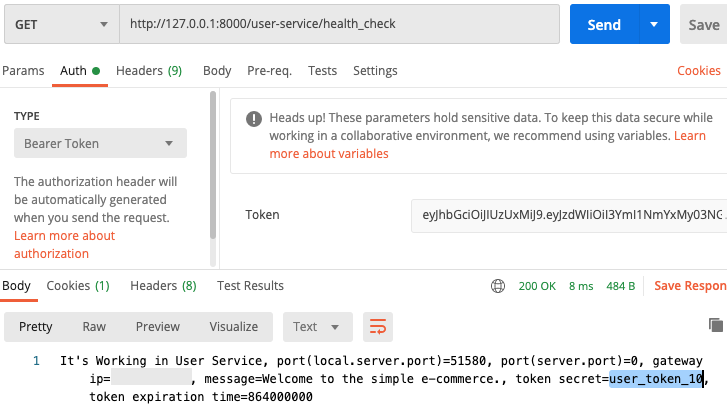 GET
http://127.0.0.1:8000/user-service/health_check
Send
Save
Params
Auth
Headers (9)
Body
Pre-req.
Tests
Settings
Cookies
TYPE
Bearer Token
The authorization header will
be automatically generated
when you send the request.
Learn more about
authorization
Heads up! These parameters hold sensitive data. To keep this data secure while
working in a collaborative environment, we recommend using variables. Learn
more about variables
Token
eyJhbGciOiJIUzUxMiJ9.eyJzdWIiOiI3YmI1NmYxMy03NG
Body
Cookies (1)
Headers (8)
Test Results
200 OK
8 ms
484 B
Save Respon
Pretty
Raw
Preview
Visualize
Text
1
It's Working in User Service, port(local.server.port)=51580, port(server.port)=0, gateway
ip= , message=Welcome to the simple e-commerce., token secret=user_token_10,
token expiration time=864000000